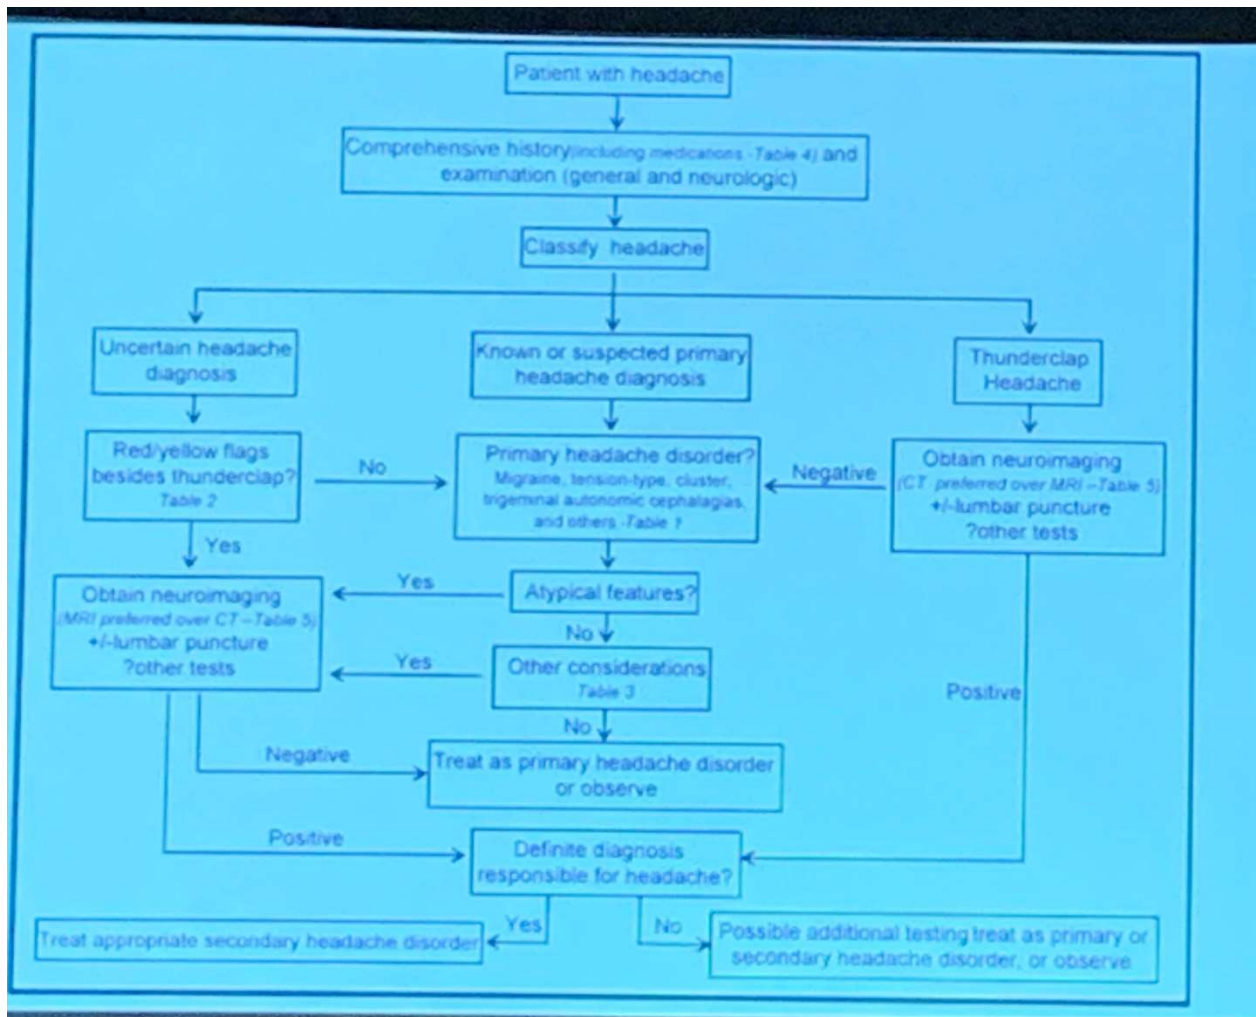 Patient with headache
Comprehensive history(including medications -Table 4) and
examination (general and neurologic)
Classify headache
Uncertain headache
diagnosis
Known or suspected primary
headache diagnosis
Thunderclap
Headache
Red/yellow flags
besides thunderclap?
Table 2
No
Primary headache disorder?
Migraine, tension-type, cluster,
trigeminal autonomic cephalagias,
and others -Table 1
Negative
Obtain neuroimaging
(CT preferred over MRI –Table 5)
+/-lumbar puncture
?other tests
Yes
Obtain neuroimaging
(MRI preferred over CT –Table 5)
+/-lumbar puncture
?other tests
Yes
Atypical features?
No
Yes
Other considerations
Table 3
Positive
No
Negative
Treat as primary headache disorder
or observe
Positive
Definite diagnosis
responsible for headache?
Yes
No
Treat appropriate secondary headache disorder
Possible additional testing treat as primary or
secondary headache disorder, or observe